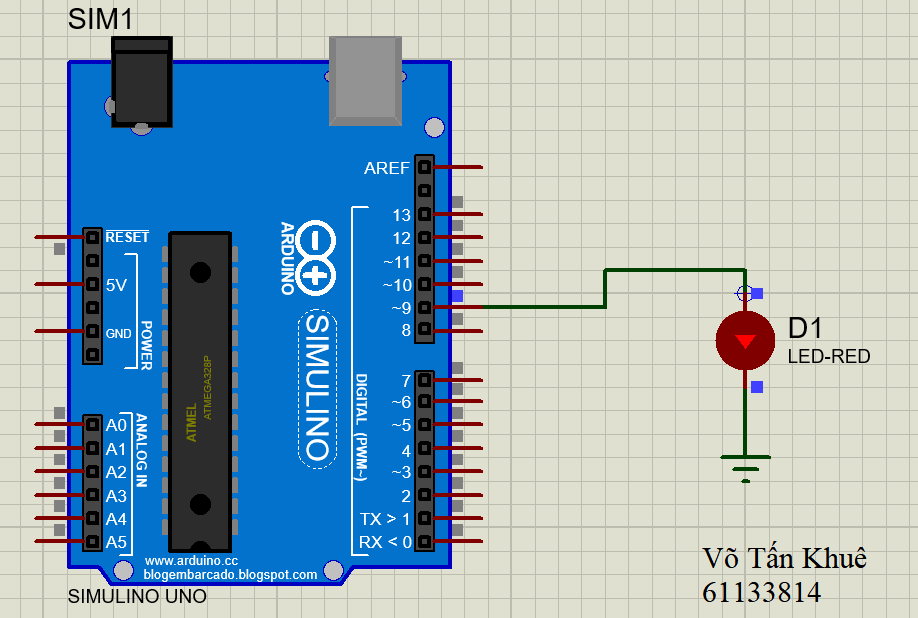 SIM1
AREF
13
12
~11
~10
~9
8
RESET
5V
GND
POWER
ARDUINO
SIMULINO
ATMEL
ATMEGA328P
DIGITAL (PWM~)
7
~6
~5
4
~3
2
TX > 1
RX < 0
ANALOG IN
A0
A1
A2
A3
A4
A5
www.arduino.cc
blogembarcado.blogspot.com
SIMULINO UNO
D1
LED-RED
Võ Tấn Khuê
61133814